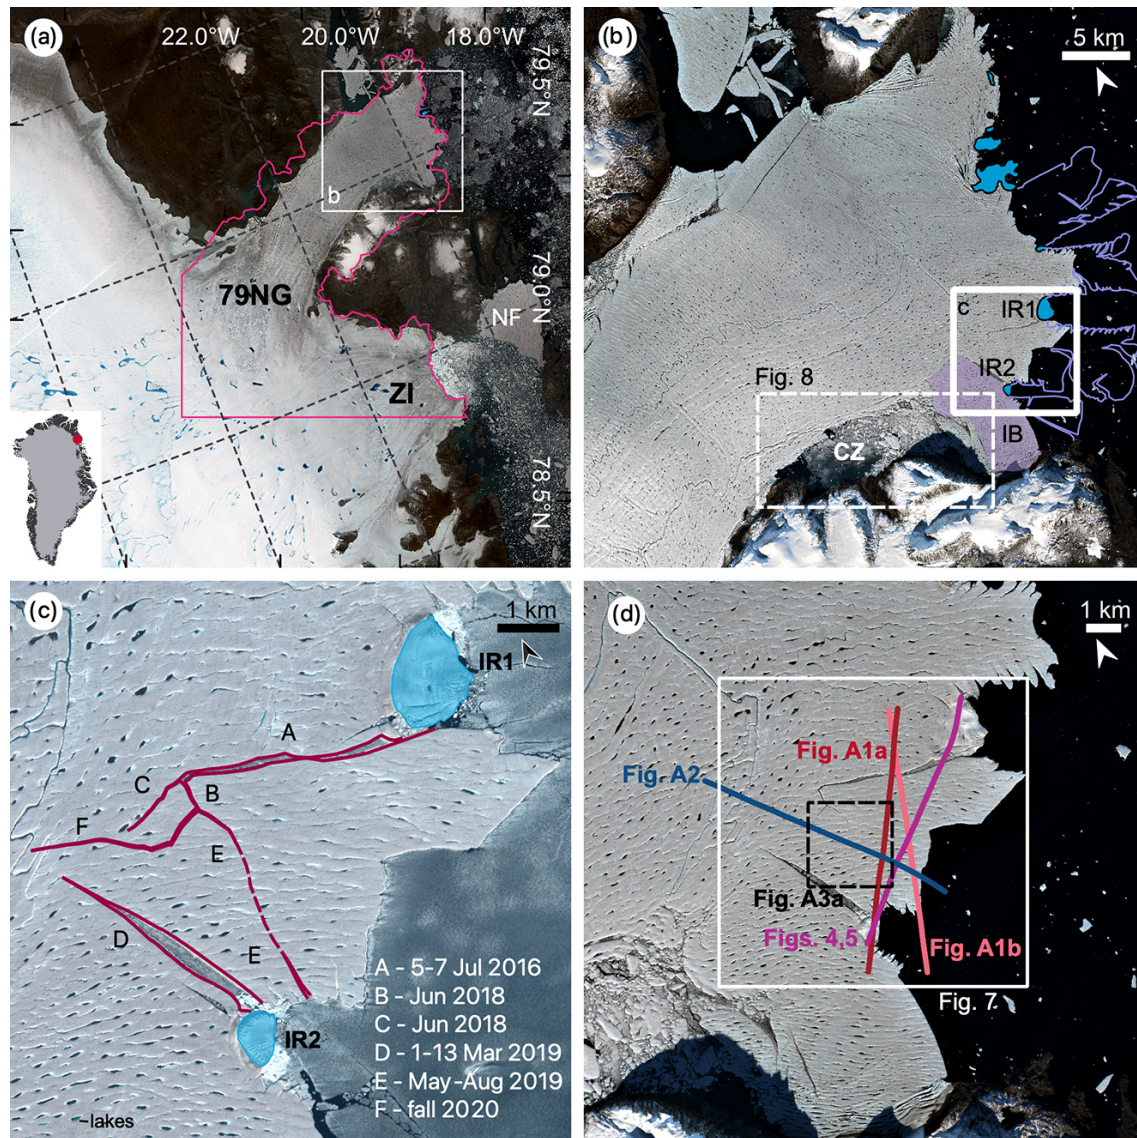 (a)
22.0°W
20.0°W
18.0°W
79.5°N
b
79NG
79.0°N
NF
ZI
78.5°N
(b)
5 km
c
IR1
IR2
Fig. 8
IB
CZ
(c)
1 km
IR1
A
C
B
F
E
D
E
A - 5-7 Jul 2016
B - Jun 2018
C - Jun 2018
D - 1-13 Mar 2019
E - May-Aug 2019
F - fall 2020
IR2
~lakes
(d)
1 km
Fig. A1a
Fig. A2
Fig. A3a
Figs. 4,5
Fig. A1b
Fig. 7